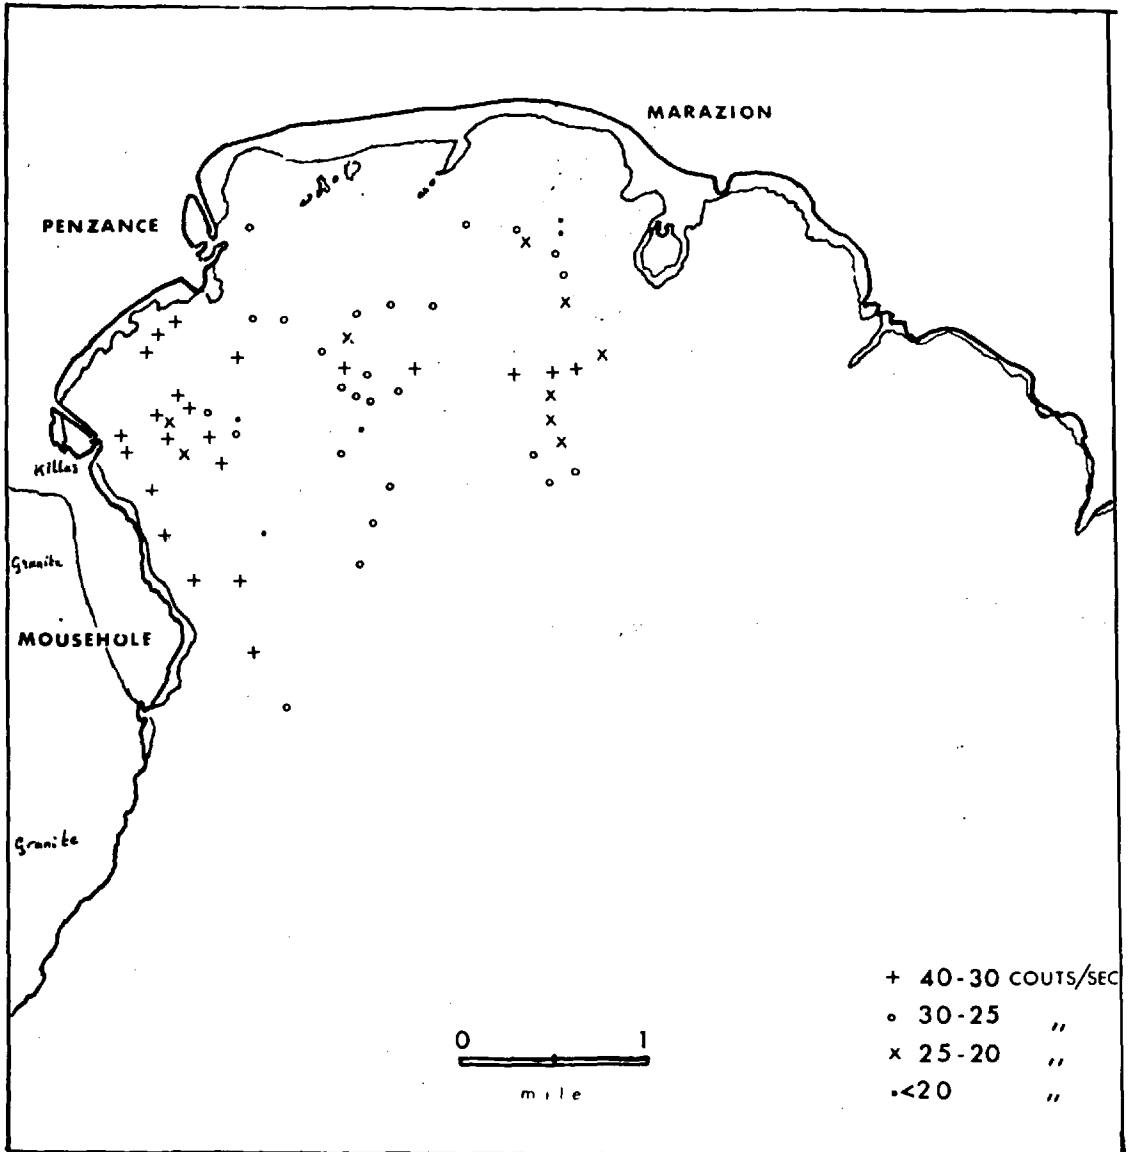 MARAZION
PENZANCE
Killas
Granite
MOUSEHOLE
Granite
+ 40-30 COUTS/SEC
o 30-25 "
x 25-20 "
.<20 "
0 1
mile